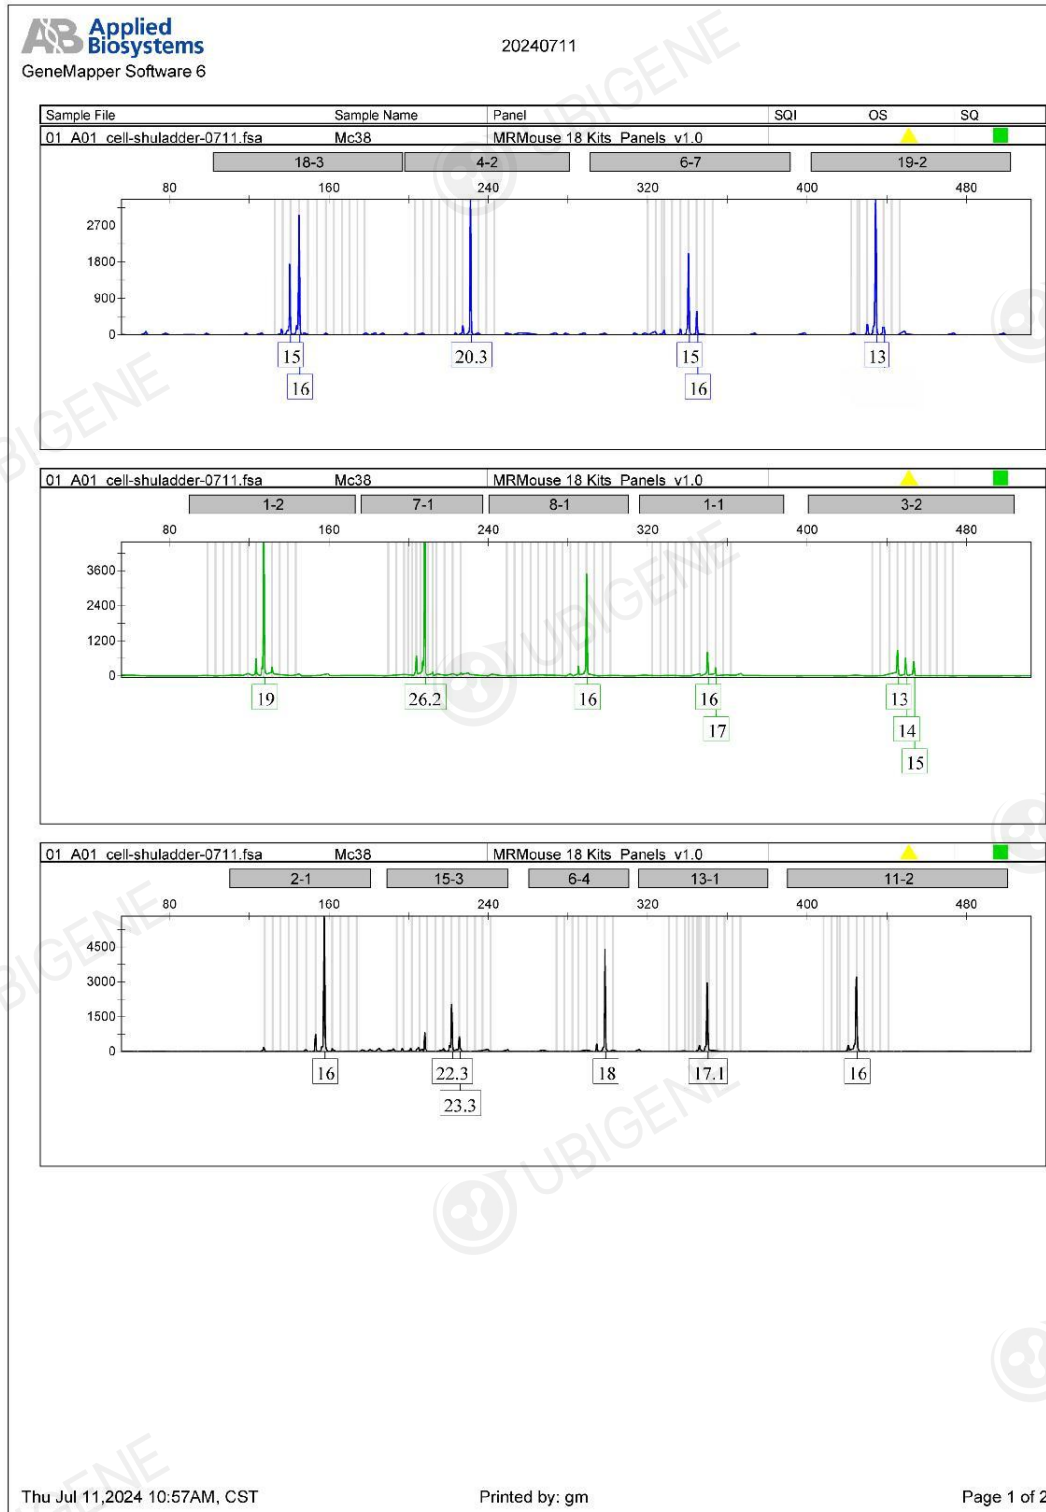 AB Applied Biosystems
GeneMapper Software 6
20240711
Sample File Sample Name Panel SQI OS SQ
01_A01_cell-shuladder-0711.fsa Mc38 MRMouse 18 Kits_Panels_v1.0
18-3 4-2 6-7 19-2
80 160 240 320 400 480
2700
1800
900
0
15 20.3 15 13
16 16
01_A01_cell-shuladder-0711.fsa Mc38 MRMouse 18 Kits_Panels_v1.0
1-2 7-1 8-1 1-1 3-2
80 160 240 320 400 480
3600
2400
1200
0
19 26.2 16 16 13
17 14
15
01_A01_cell-shuladder-0711.fsa Mc38 MRMouse 18 Kits_Panels_v1.0
2-1 15-3 6-4 13-1 11-2
80 160 240 320 400 480
4500
3000
1500
0
16 22.3 18 17.1 16
23.3
Thu Jul 11,2024 10:57AM, CST Printed by: gm Page 1 of 2
UBIGENE
UBIGENE
UBIGENE
UBIGENE
UBIGENE